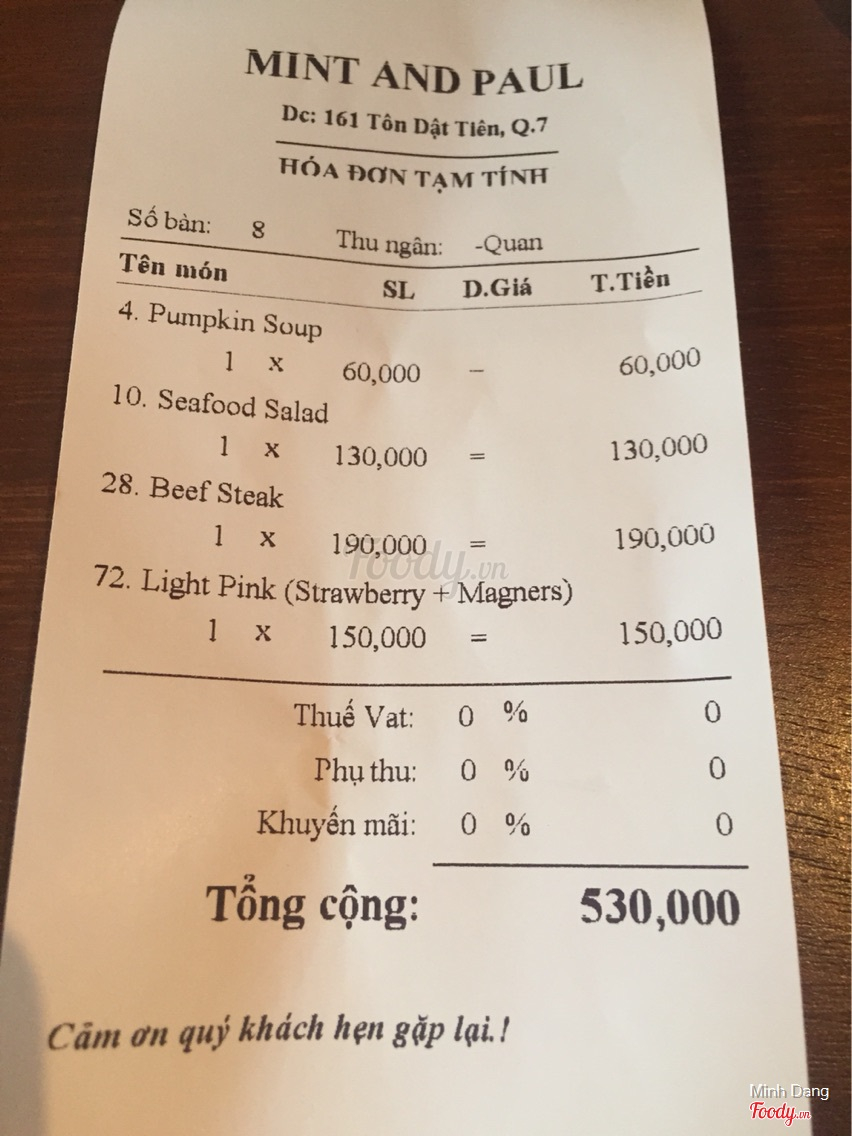 MINT AND PAUL
Dc: 161 Tôn Dật Tiên, Q.7
HÓA ĐƠN TẠM TÍNH
Số bàn: 8 Thu ngân: -Quan
Tên món SL D.Giá T.Tiền
4. Pumpkin Soup
1 x 60,000 = 60,000
10. Seafood Salad
1 x 130,000 = 130,000
28. Beef Steak
1 x 190,000 = 190,000
Foody.vn
72. Light Pink (Strawberry + Magners)
1 x 150,000 = 150,000
Thuế Vat: 0 % 0
Phụ thu: 0 % 0
Khuyến mãi: 0 % 0
Tổng cộng: 530,000
Cảm ơn quý khách hẹn gặp lại.!
Minh Dang
Foody.vn